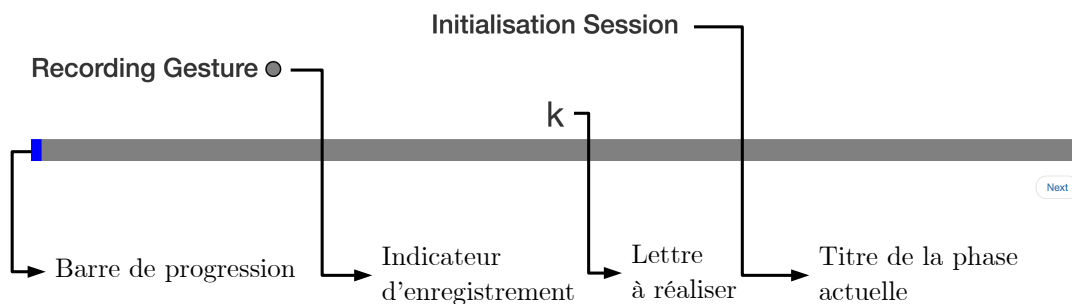 Initialisation Session
Recording Gesture
k
Next
Barre de progression
Indicateur
d'enregistrement
Lettre
à réaliser
Titre de la phase
actuelle